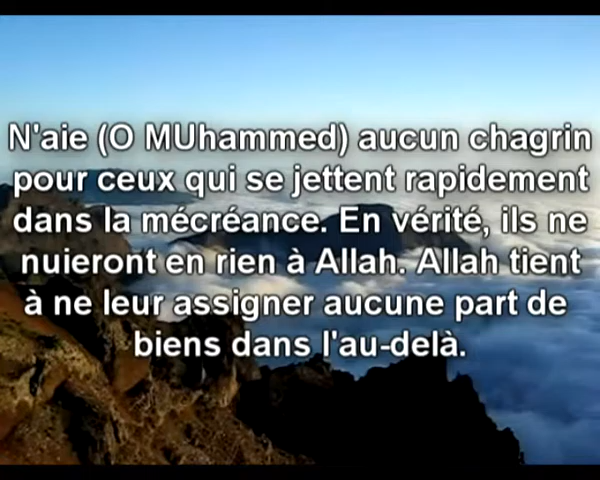 N'aie (O MUhammed) aucun chagrin
pour ceux qui se jettent rapidement
dans la mécréance. En vérité, ils ne
nuieront en rien à Allah. Allah tient
à ne leur assigner aucune part de
biens dans l'au-delà.